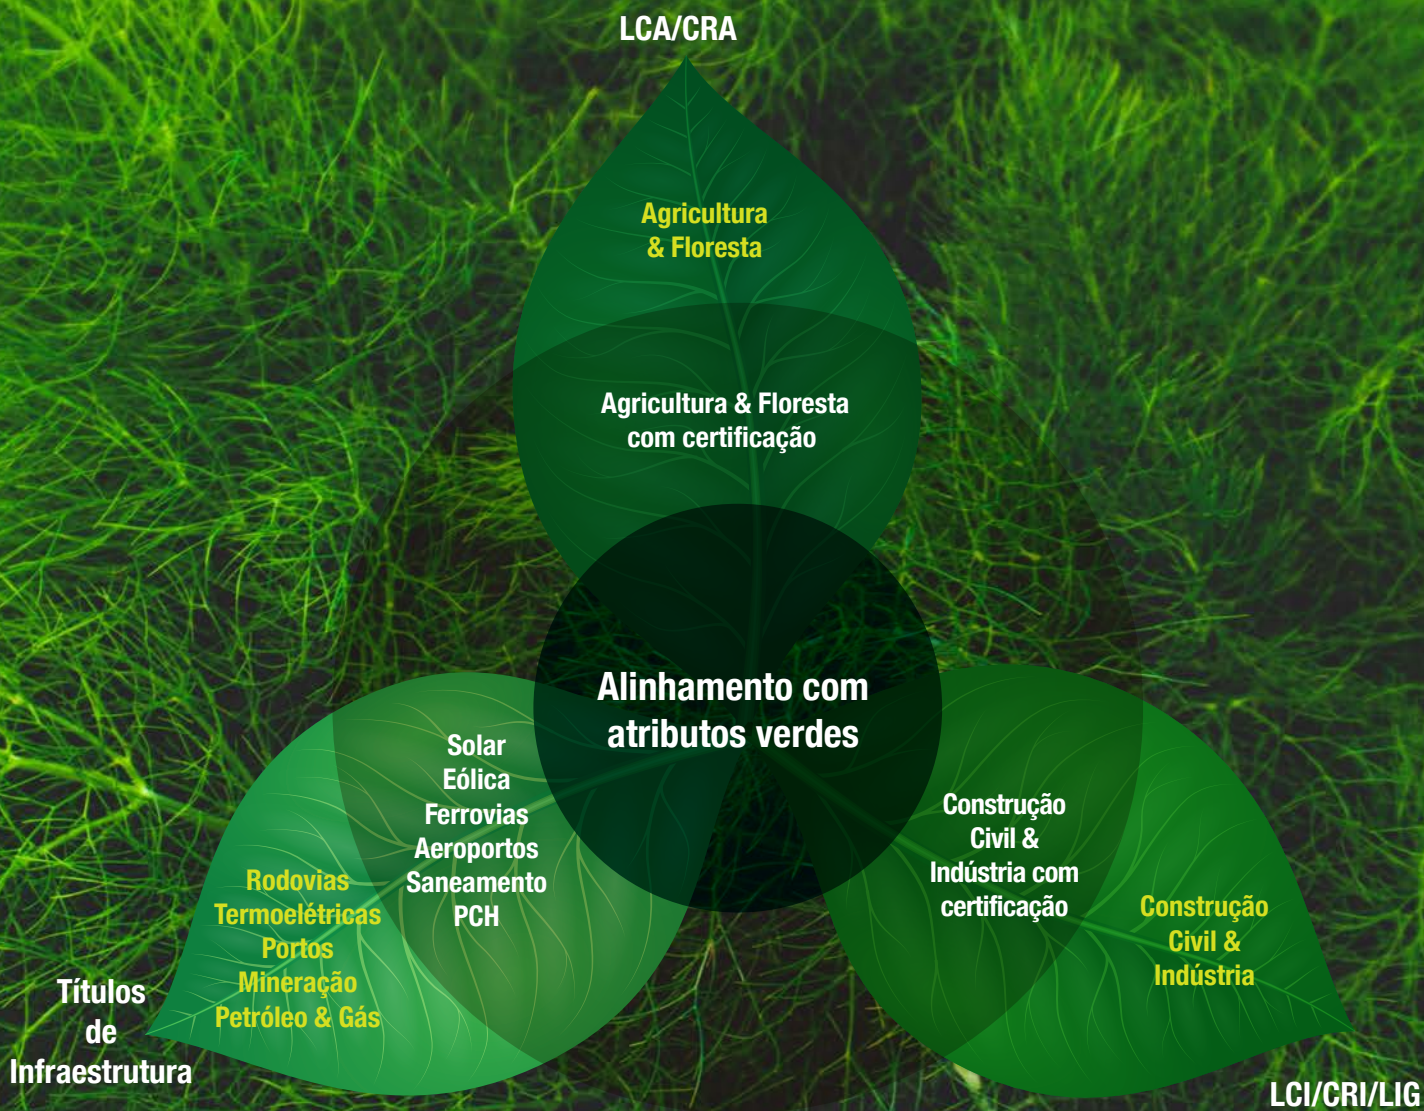 LCA/CRA
Agricultura
& Floresta
Agricultura & Floresta
com certificação
Alinhamento com
atributos verdes
Solar
Eólica
Ferrovias
Aeroportos
Saneamento
PCH
Rodovias
Termoelétricas
Portos
Mineração
Petróleo & Gás
Títulos
de
Infraestrutura
Construção
Civil &
Indústria com
certificação
Construção
Civil &
Indústria
LCI/CRI/LIG